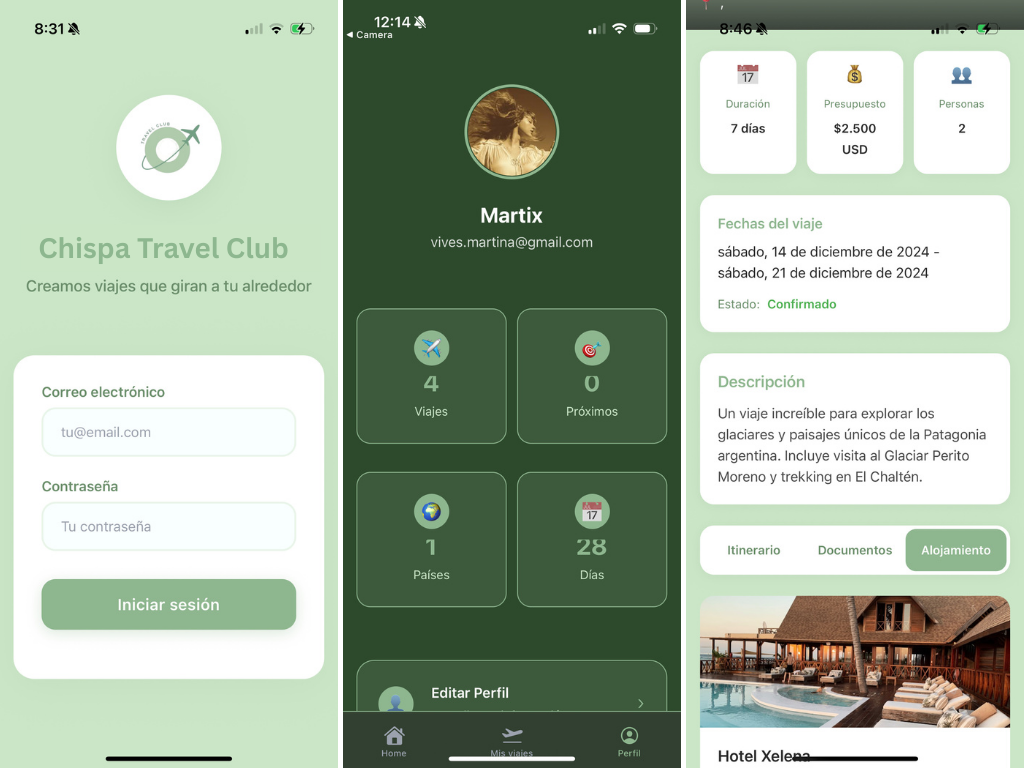 8:31
TRAVEL CLUB
Chispa Travel Club
Creamos viajes que giran a tu alrededor
Correo electrónico
tu@email.com
Contraseña
Tu contraseña
Iniciar sesión
12:14
◀ Camera
Martix
vives.martina@gmail.com
4
Viajes
0
Próximos
1
Países
17
28
Días
Editar Perfil
Home
Mis viajes
Perfil
,
8:46
17
Duración
7 días
Presupuesto
$2.500
USD
Personas
2
Fechas del viaje
sábado, 14 de diciembre de 2024 -
sábado, 21 de diciembre de 2024
Estado: Confirmado
Descripción
Un viaje increíble para explorar los
glaciares y paisajes únicos de la Patagonia
argentina. Incluye visita al Glaciar Perito
Moreno y trekking en El Chaltén.
Itinerario
Documentos
Alojamiento
Hotel Xelena